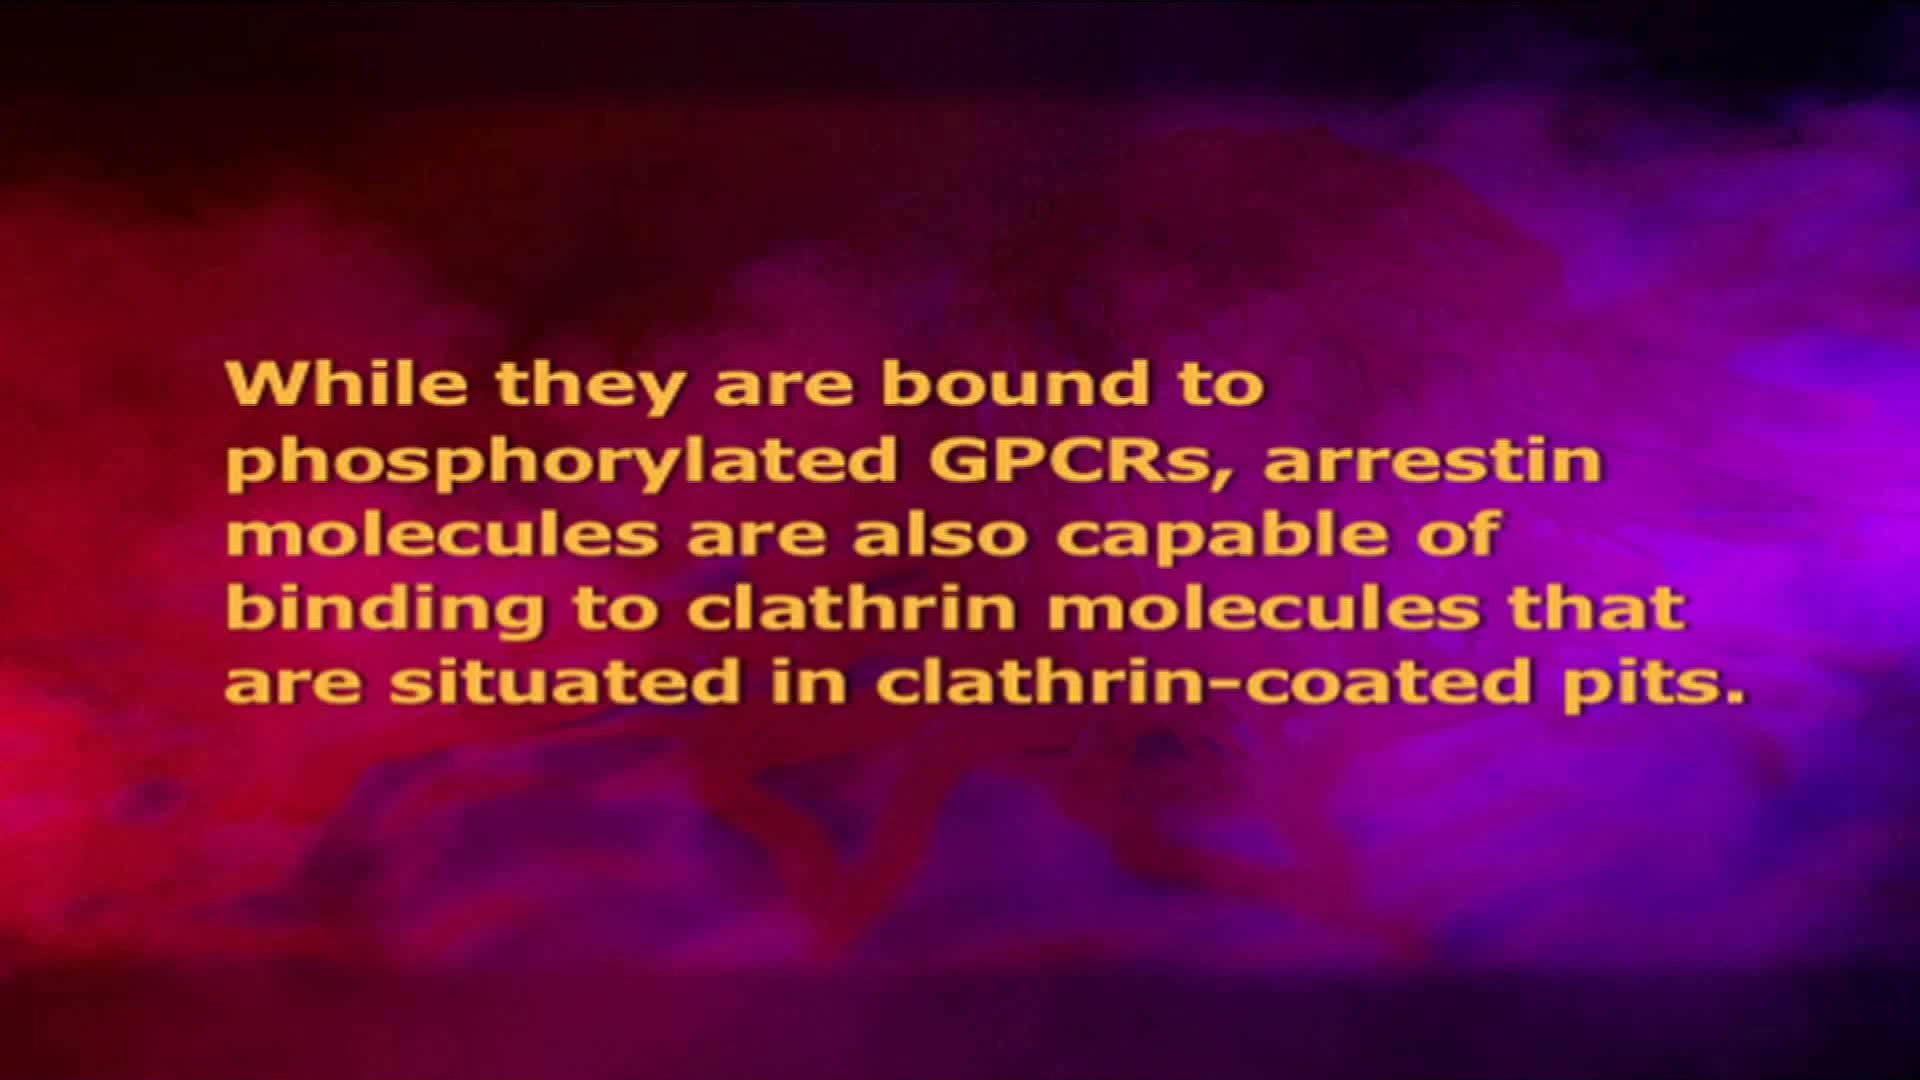 While they are bound to
phosphorylated GPCRs, arrestin
molecules are also capable of
binding to clathrin molecules that
are situated in clathrin-coated pits.